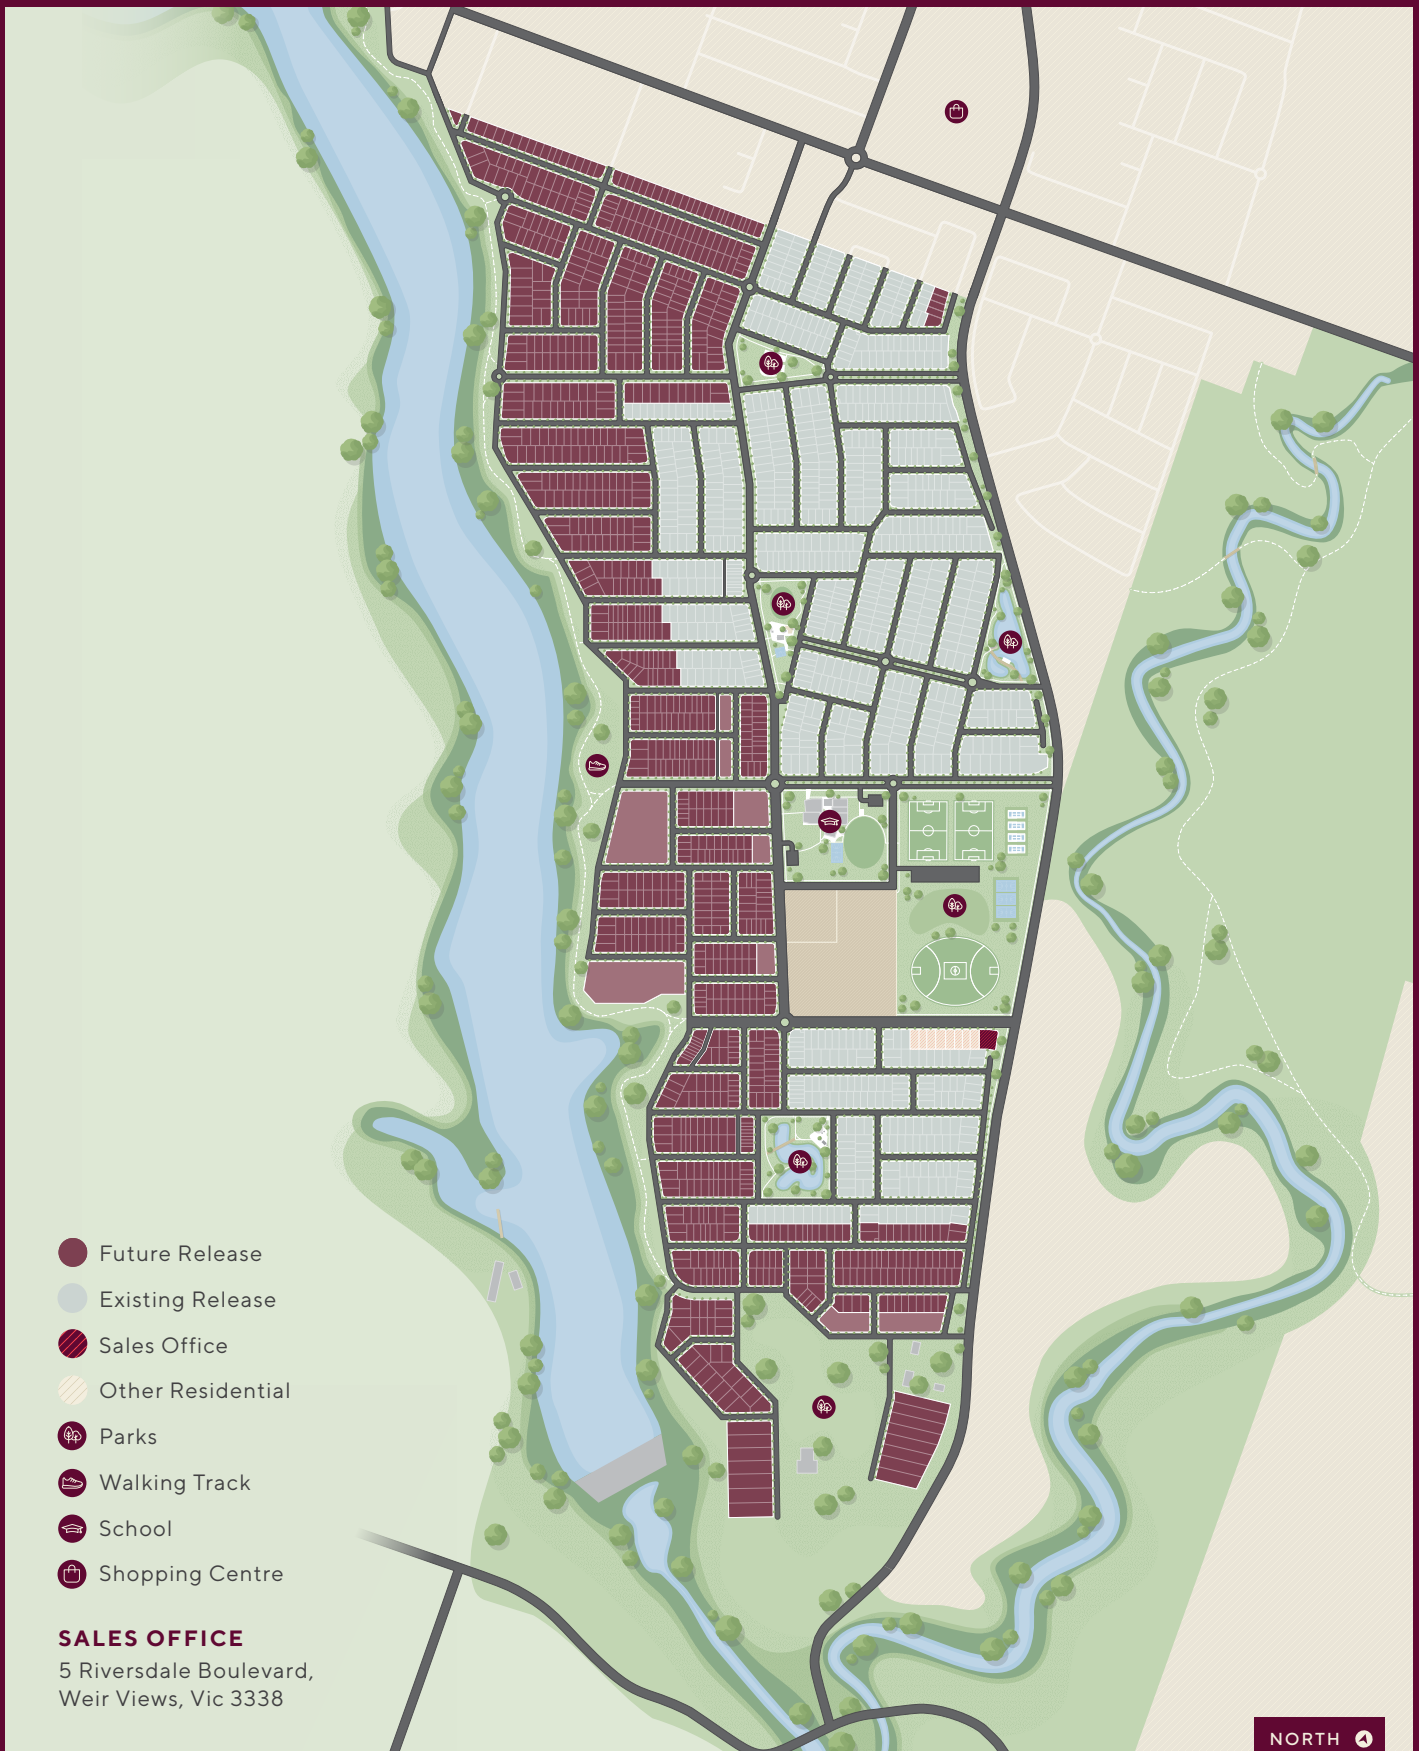 Future Release
Existing Release
Sales Office
Other Residential
Parks
Walking Track
School
Shopping Centre
SALES OFFICE
5 Riversdale Boulevard,
Weir Views, Vic 3338
NORTH